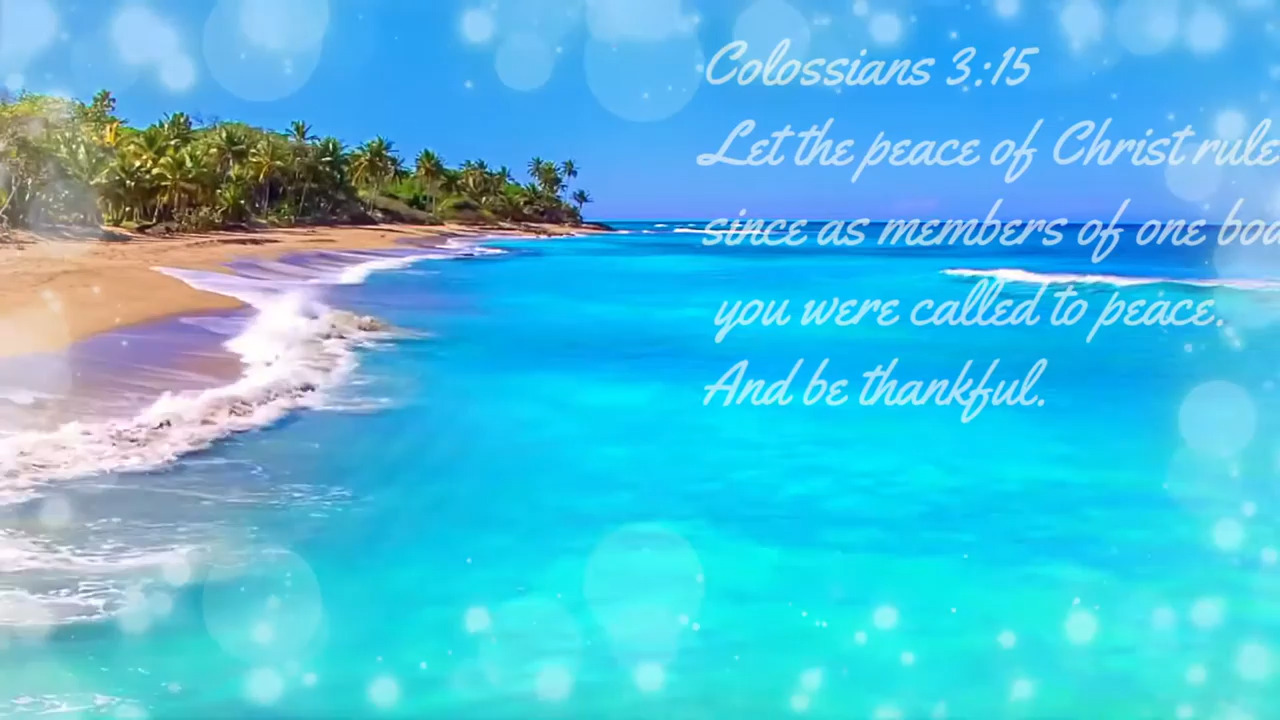 Colossians 3:15
Let the peace of Christ rule
since as members of one
you were called to peace.
And be thankful.